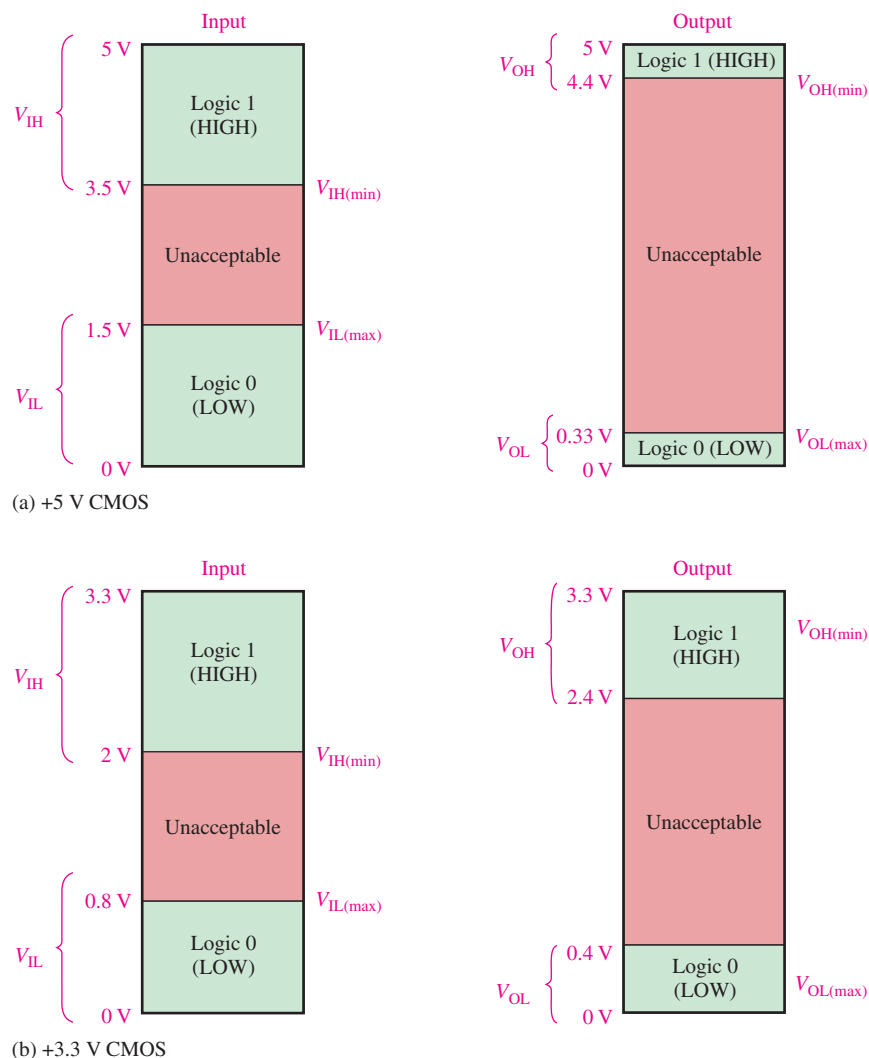 Input
5 V
V_IH
Logic 1
(HIGH)
3.5 V
V_IH(min)
Unacceptable
1.5 V
V_IL(max)
V_IL
Logic 0
(LOW)
0 V
Output
5 V
V_OH
Logic 1 (HIGH)
4.4 V
V_OH(min)
Unacceptable
0.33 V
V_OL(max)
V_OL
Logic 0 (LOW)
0 V
(a) +5 V CMOS
Input
3.3 V
V_IH
Logic 1
(HIGH)
2 V
V_IH(min)
Unacceptable
0.8 V
V_IL(max)
V_IL
Logic 0
(LOW)
0 V
Output
3.3 V
V_OH
Logic 1
(HIGH)
V_OH(min)
2.4 V
Unacceptable
0.4 V
V_OL
Logic 0
(LOW)
V_OL(max)
0 V
(b) +3.3 V CMOS